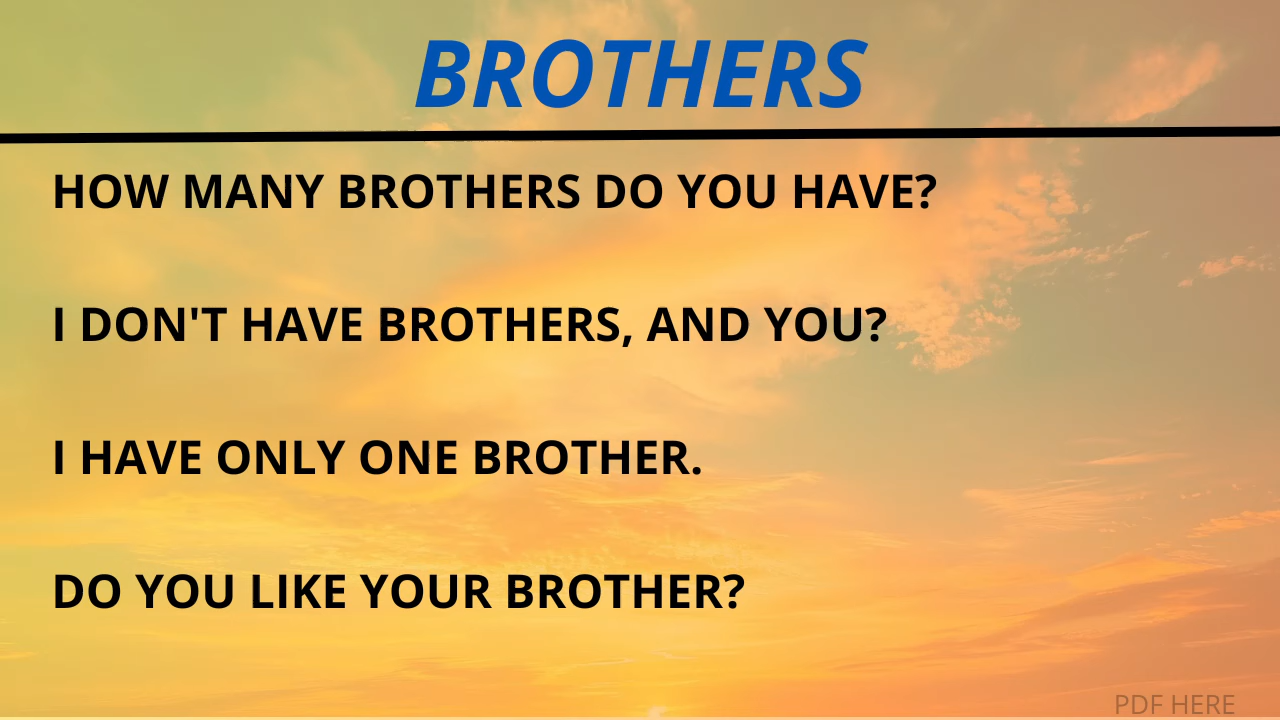 BROTHERS
HOW MANY BROTHERS DO YOU HAVE?
I DON'T HAVE BROTHERS, AND YOU?
I HAVE ONLY ONE BROTHER.
DO YOU LIKE YOUR BROTHER?
PDF HERE